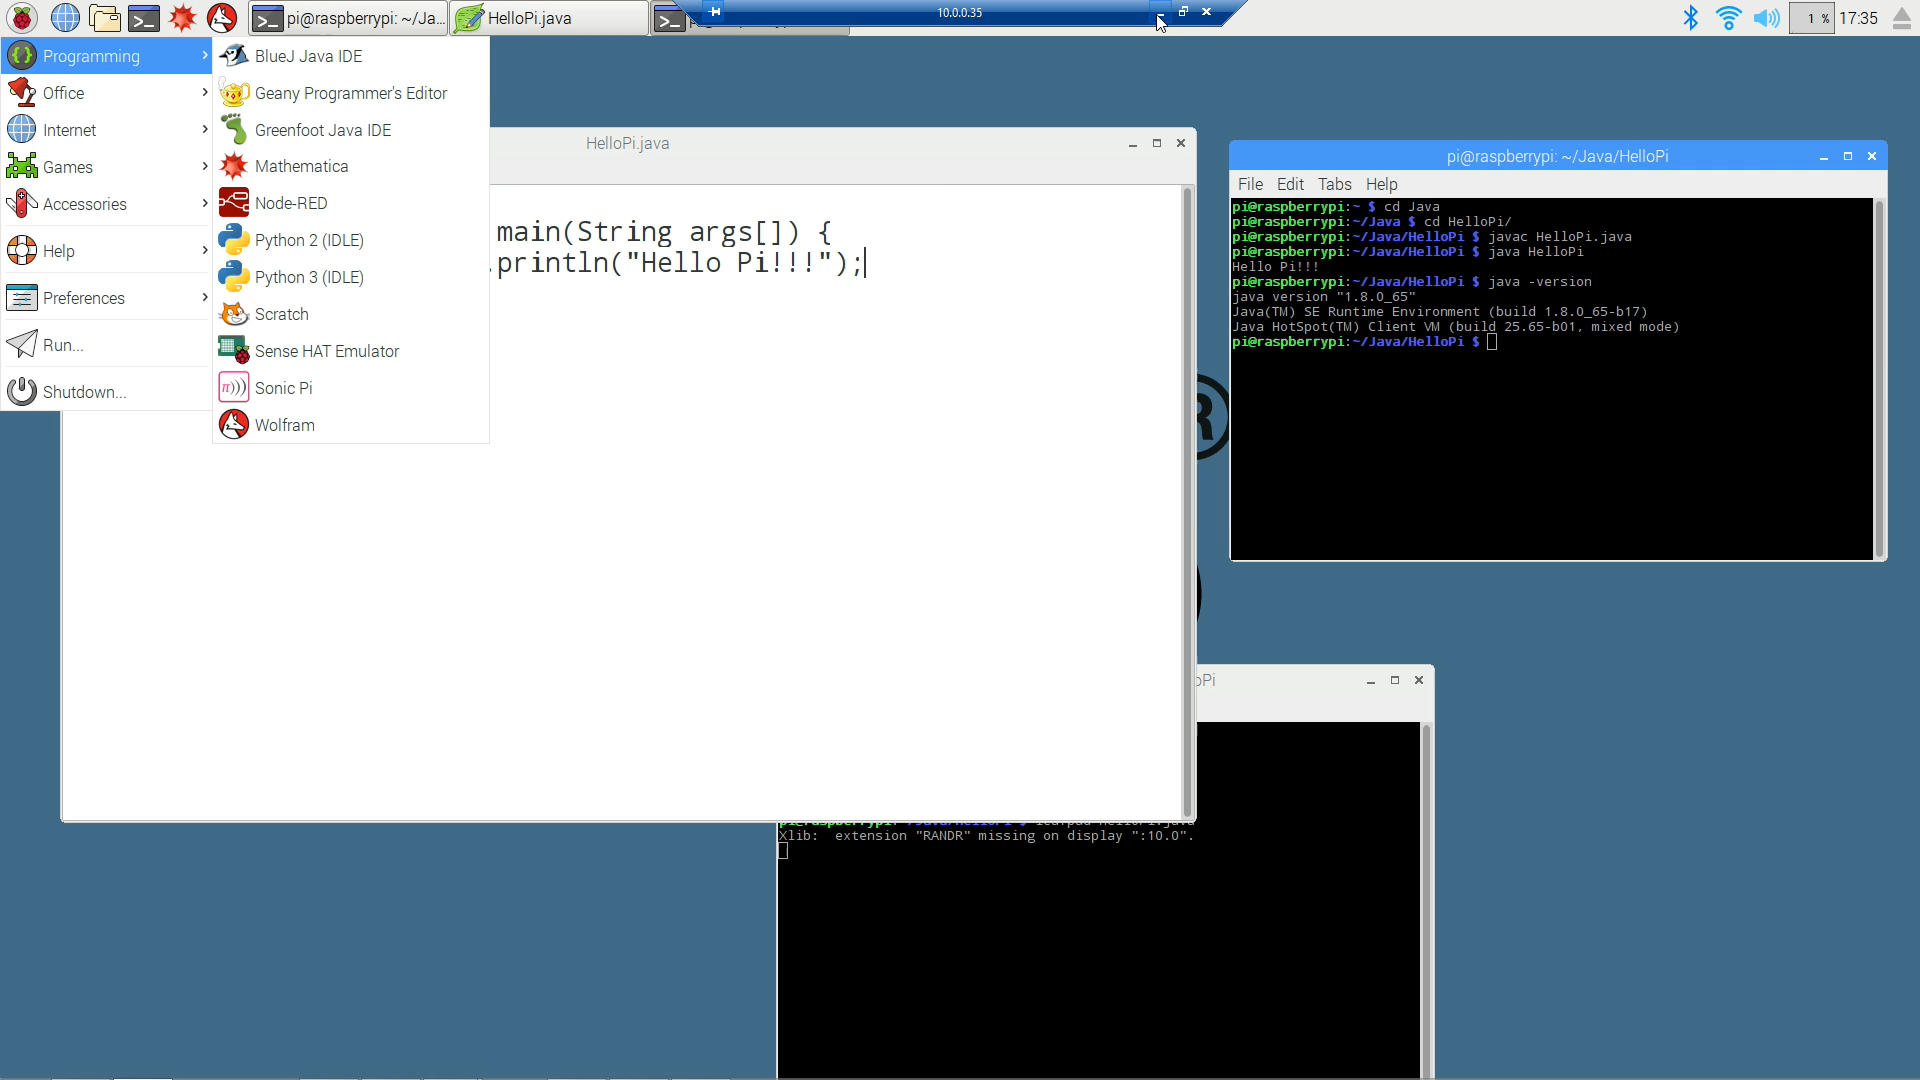 pi@raspberrypi: ~/Ja...
HelloPi.java
10.0.0.35
1 %
17:35
Programming
Office
Internet
Games
Accessories
Help
Preferences
Run...
Shutdown...
BlueJ Java IDE
Geany Programmer's Editor
Greenfoot Java IDE
Mathematica
Node-RED
Python 2 (IDLE)
Python 3 (IDLE)
Scratch
Sense HAT Emulator
Sonic Pi
Wolfram
HelloPi.java
main(String args[]) {
.println("Hello Pi!!!");
pi@raspberrypi: ~/Java/HelloPi
File Edit Tabs Help
pi@raspberrypi:~ $ cd Java
pi@raspberrypi:~/Java $ cd HelloPi/
pi@raspberrypi:~/Java/HelloPi $ javac HelloPi.java
pi@raspberrypi:~/Java/HelloPi $ java HelloPi
Hello Pi!!!
pi@raspberrypi:~/Java/HelloPi $ java -version
java version "1.8.0_65"
Java(TM) SE Runtime Environment (build 1.8.0_65-b17)
Java HotSpot(TM) Client VM (build 25.65-b01, mixed mode)
pi@raspberrypi:~/Java/HelloPi $
®
oPi
Xlib: extension "RANDR" missing on display ":10.0".